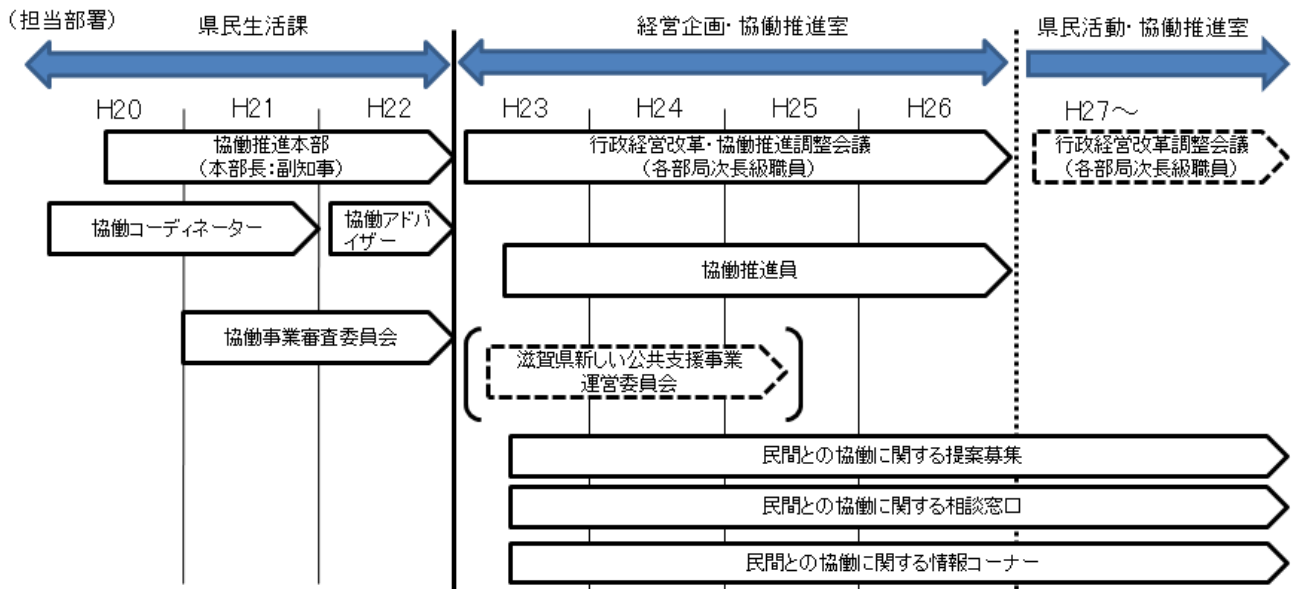 (担当部署)
県民生活課
経営企画・協働推進室
県民活動・協働推進室
H20
H21
H22
H23
H24
H25
H26
H27～
協働推進本部
(本部長:副知事)
行政経営改革・協働推進調整会議
(各部局次長級職員)
行政経営改革調整会議
(各部局次長級職員)
協働コーディネーター
協働アドバ
イザー
協働推進員
協働事業審査委員会
滋賀県新しい公共支援事業
運営委員会
民間との協働に関する提案募集
民間との協働に関する相談窓口
民間との協働に関する情報コーナー